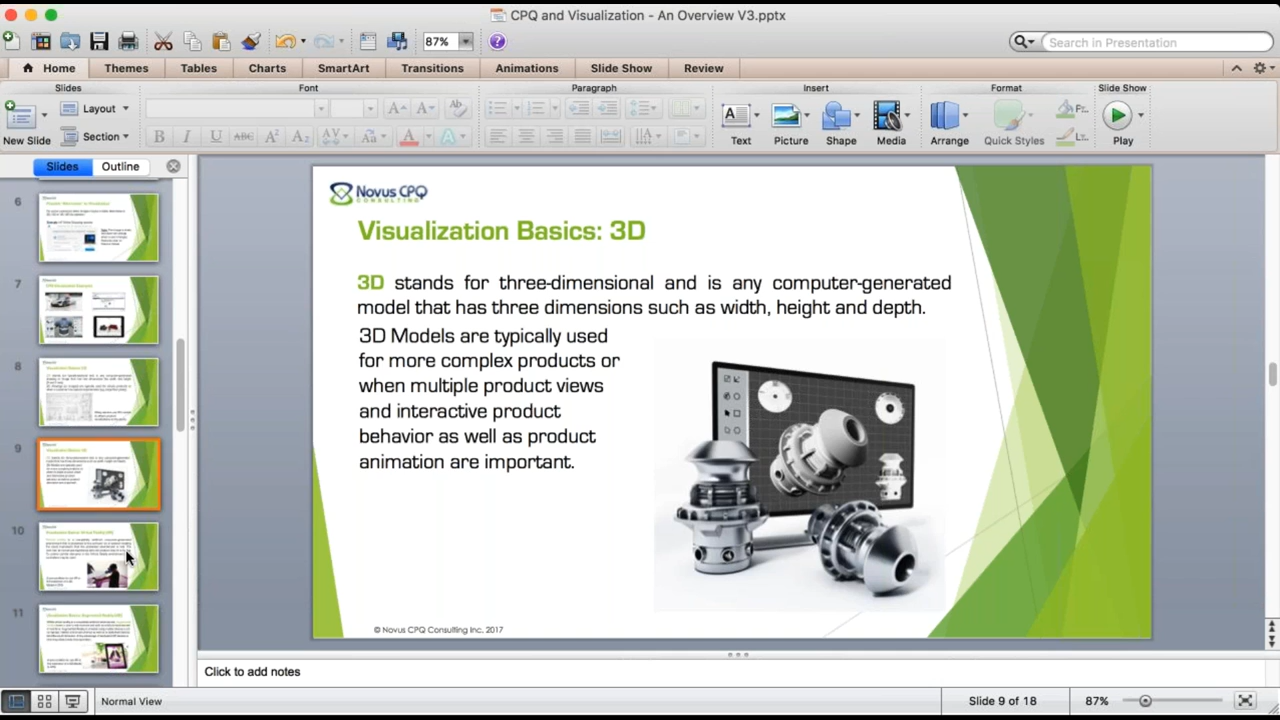 CPQ and Visualization - An Overview V3.pptx
87%
Search in Presentation
Home Themes Tables Charts SmartArt Transitions Animations Slide Show Review
Slides Font Paragraph Insert Format Slide Show
New Slide Layout Section
B I U ABC A² A₂ AV Aa A A
Text Picture Shape Media Arrange Quick Styles Play
Slides Outline
6
7
8
9
10
11
Novus CPQ
CONSULTING
Visualization Basics: 3D
3D stands for three-dimensional and is any computer-generated
model that has three dimensions such as width, height and depth.
3D Models are typically used
for more complex products or
when multiple product views
and interactive product
behavior as well as product
animation are important.
© Novus CPQ Consulting Inc, 2017
Click to add notes
Normal View Slide 9 of 18 87%